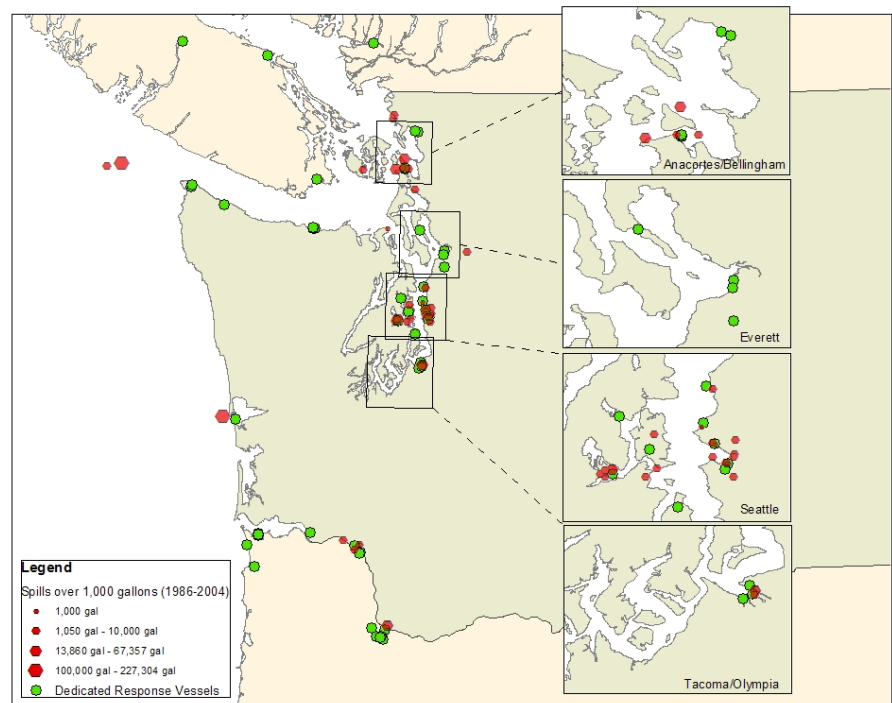 Anacortes/Bellingham
Everett
Seattle
Tacoma/Olympia
Legend
Spills over 1,000 gallons (1986-2004)
1,000 gal
1,050 gal - 10,000 gal
13,860 gal - 67,357 gal
100,000 gal - 227,304 gal
Dedicated Response Vessels